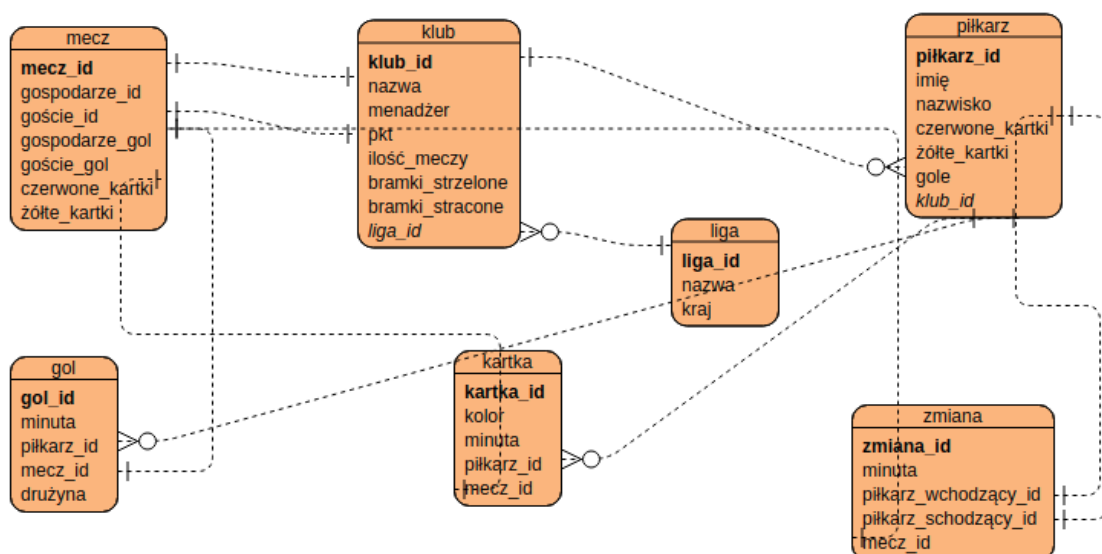 mecz
mecz_id
gospodarze_id
goście_id
gospodarze_gol
goście_gol
czerwone_kartki
żółte_kartki
klub
klub_id
nazwa
menadżer
pkt
ilość_meczy
bramki_strzelone
bramki_stracone
liga_id
piłkarz
piłkarz_id
imię
nazwisko
czerwone_kartki
żółte_kartki
gole
klub_id
liga
liga_id
nazwa
kraj
gol
gol_id
minuta
piłkarz_id
mecz_id
drużyna
kartka
kartka_id
kolor
minuta
piłkarz_id
mecz_id
zmiana
zmiana_id
minuta
piłkarz_wchodzący_id
piłkarz_schodzący_id
mecz_id